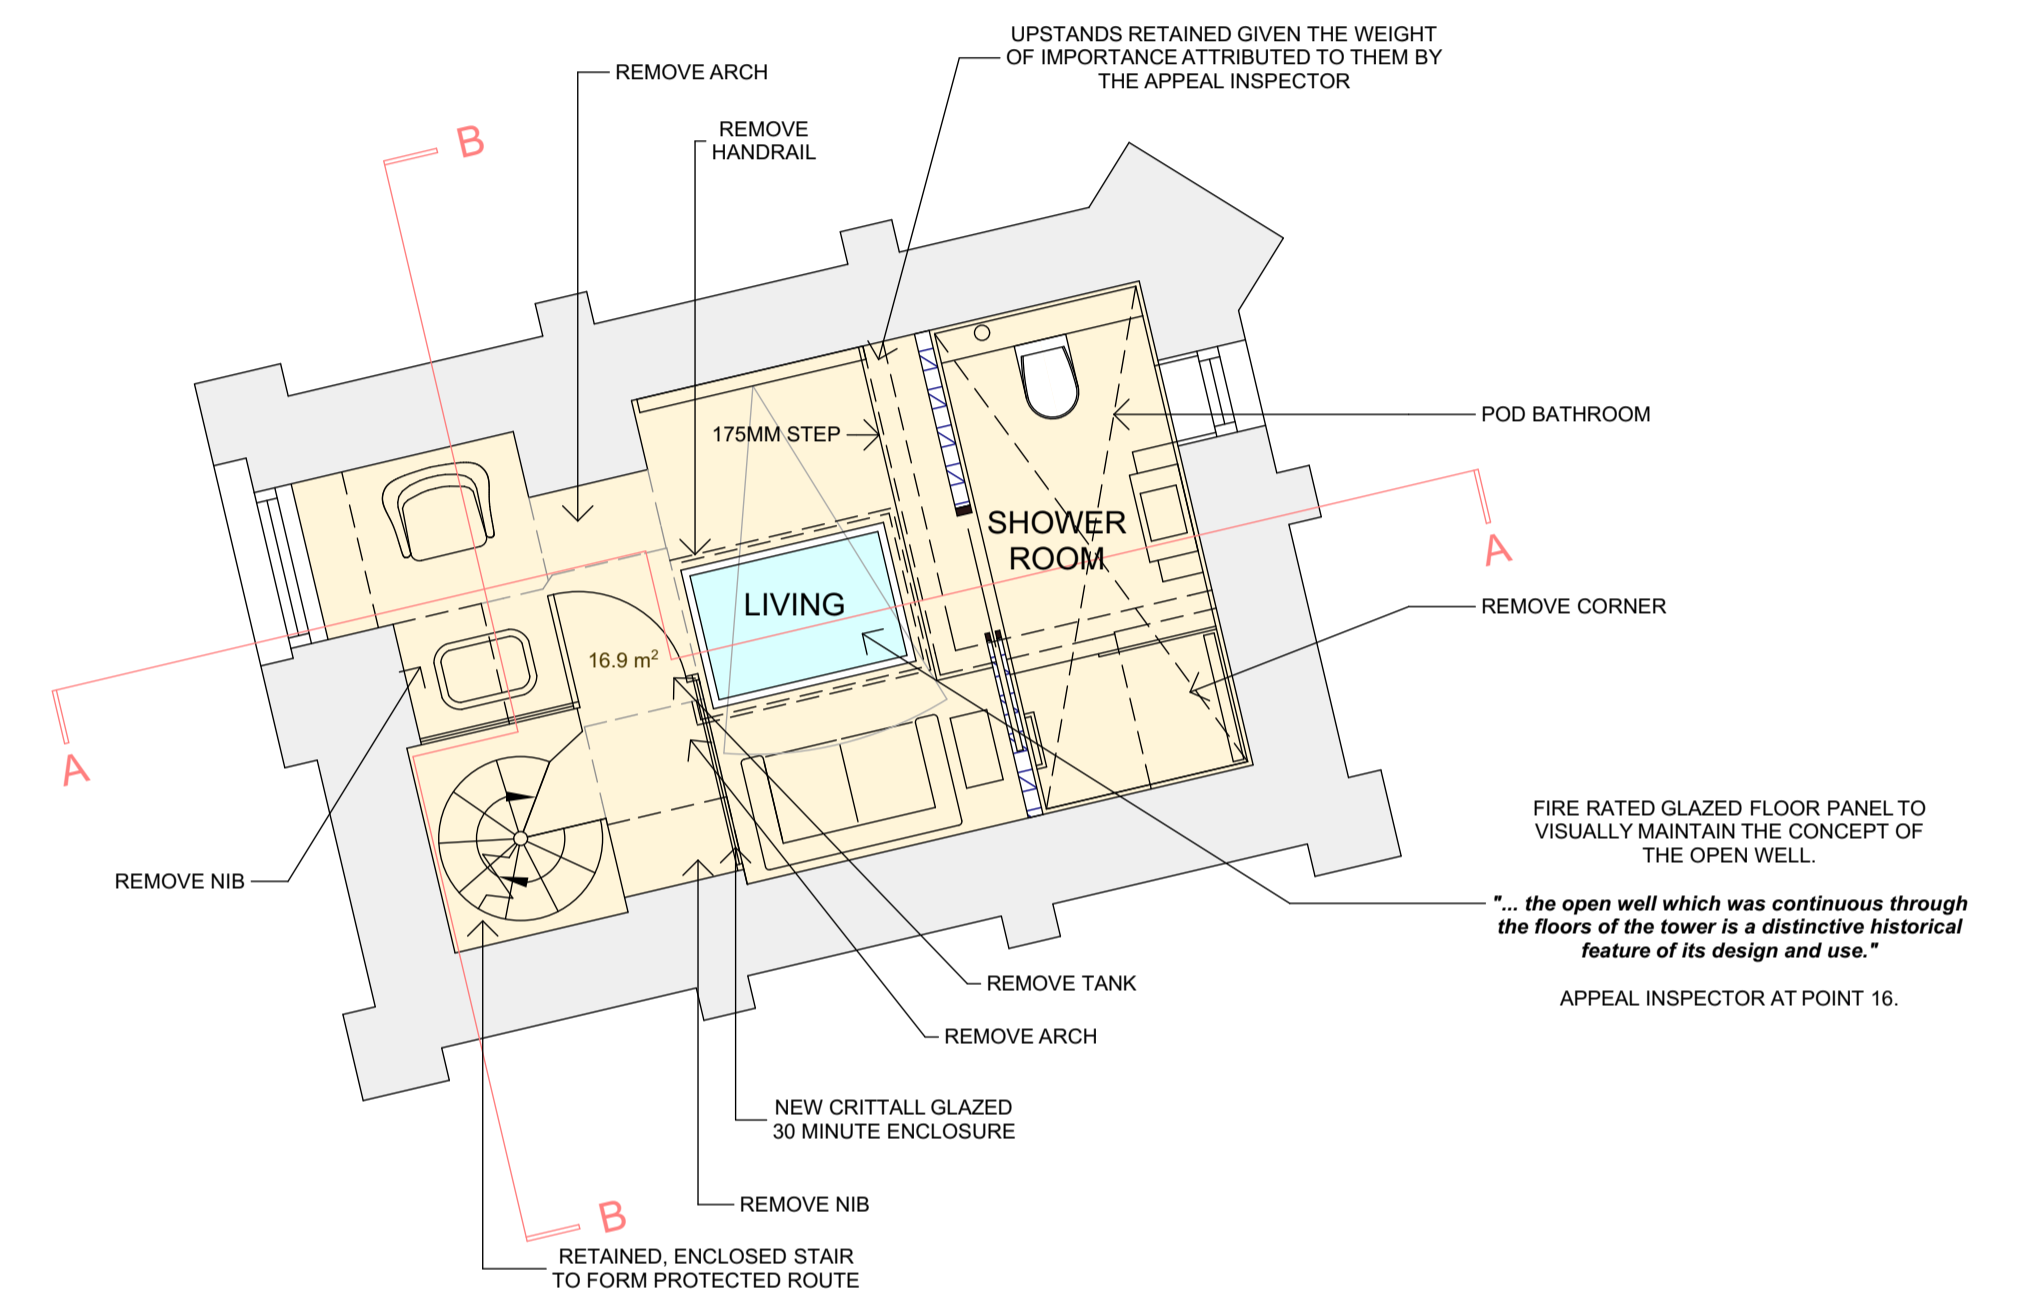 UPSTANDS RETAINED GIVEN THE WEIGHT
OF IMPORTANCE ATTRIBUTED TO THEM BY
THE APPEAL INSPECTOR
REMOVE ARCH
REMOVE
HANDRAIL
B
175MM STEP
POD BATHROOM
SHOWER
ROOM
A
LIVING
REMOVE CORNER
16.9 m²
A
FIRE RATED GLAZED FLOOR PANEL TO
VISUALLY MAINTAIN THE CONCEPT OF
THE OPEN WELL.
"... the open well which was continuous through
the floors of the tower is a distinctive historical
feature of its design and use."
APPEAL INSPECTOR AT POINT 16.
REMOVE NIB
REMOVE TANK
REMOVE ARCH
NEW CRITTALL GLAZED
30 MINUTE ENCLOSURE
REMOVE NIB
B
RETAINED, ENCLOSED STAIR
TO FORM PROTECTED ROUTE